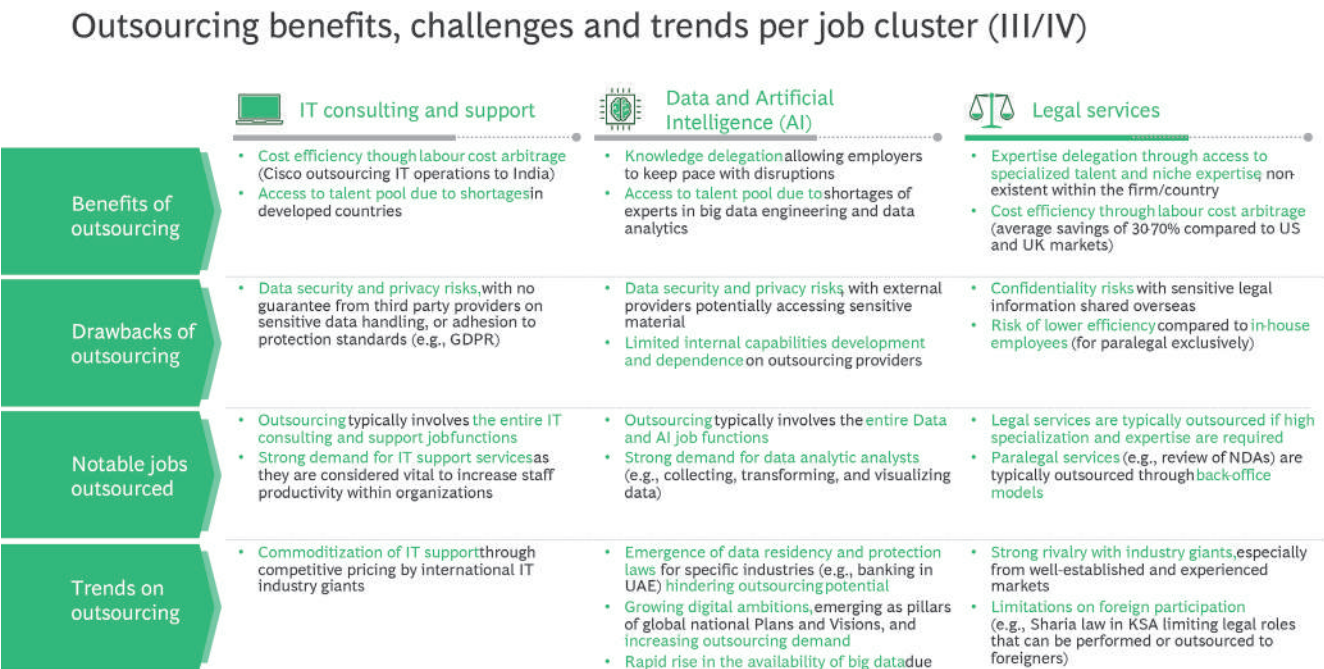 Outsourcing benefits, challenges and trends per job cluster (III/IV)
IT consulting and support
Data and Artificial
Intelligence (AI)
Legal services
Benefits of
outsourcing
• Cost efficiency though labour cost arbitrage
(Cisco outsourcing IT operations to India)
• Access to talent pool due to shortages in
developed countries
• Knowledge delegation allowing employers
to keep pace with disruptions
• Access to talent pool due to shortages of
experts in big data engineering and data
analytics
• Expertise delegation through access to
specialized talent and niche expertise, non-
existent within the firm/country
• Cost efficiency through labour cost arbitrage
(average savings of 30-70% compared to US
and UK markets)
Drawbacks of
outsourcing
• Data security and privacy risks, with no
guarantee from third party providers on
sensitive data handling, or adhesion to
protection standards (e.g., GDPR)
• Data security and privacy risks, with external
providers potentially accessing sensitive
material
• Limited internal capabilities development
and dependence on outsourcing providers
• Confidentiality risks with sensitive legal
information shared overseas
• Risk of lower efficiency compared to in-house
employees (for paralegal exclusively)
Notable jobs
outsourced
• Outsourcing typically involves the entire IT
consulting and support job functions
• Strong demand for IT support services as
they are considered vital to increase staff
productivity within organizations
• Outsourcing typically involves the entire Data
and AI job functions
• Strong demand for data analytic analysts
(e.g., collecting, transforming, and visualizing
data)
• Legal services are typically outsourced if high
specialization and expertise are required
• Paralegal services (e.g., review of NDAs) are
typically outsourced through back-office
models
Trends on
outsourcing
• Commoditization of IT support through
competitive pricing by international IT
industry giants
• Emergence of data residency and protection
laws for specific industries (e.g., banking in
UAE) hindering outsourcing potential
• Growing digital ambitions, emerging as pillars
of global national Plans and Visions, and
increasing outsourcing demand
• Rapid rise in the availability of big data due
• Strong rivalry with industry giants, especially
from well-established and experienced
markets
• Limitations on foreign participation
(e.g., Sharia law in KSA limiting legal roles
that can be performed or outsourced to
foreigners)